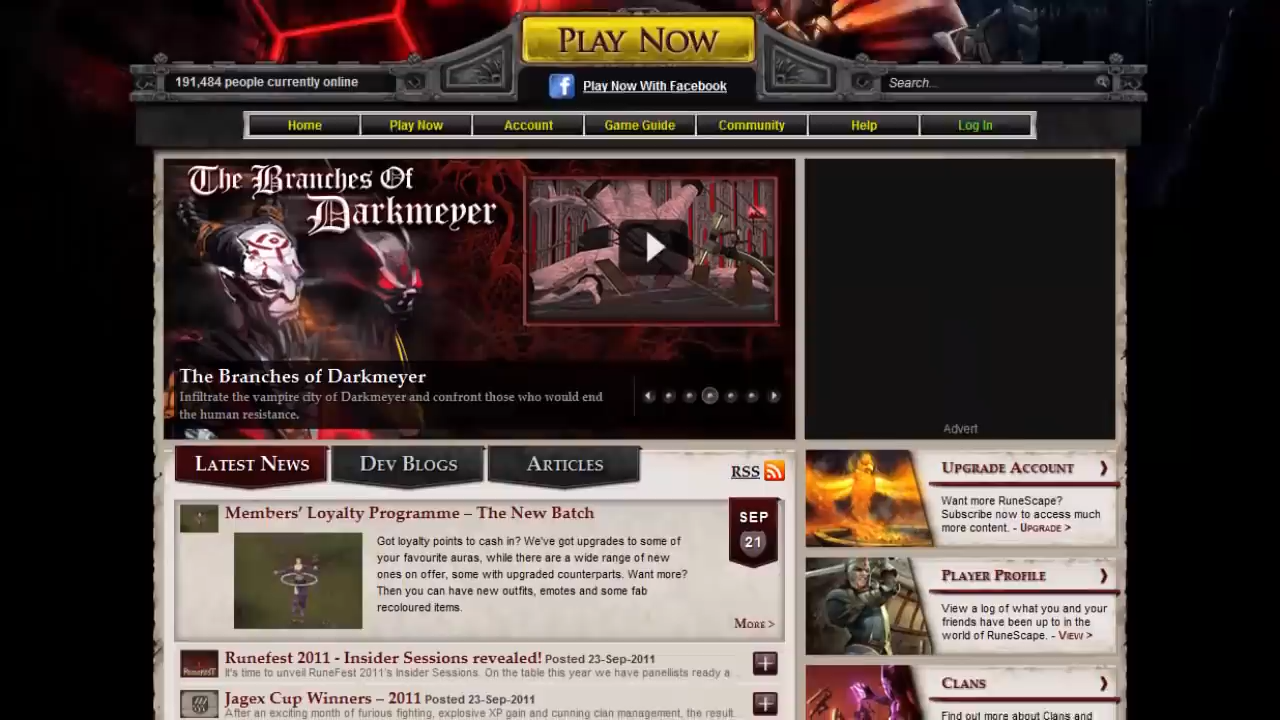 PLAY NOW
191,484 people currently online
Play Now With Facebook
Search...
Home Play Now Account Game Guide Community Help Log In
The Branches Of
Darkmeyer
The Branches of Darkmeyer
Infiltrate the vampire city of Darkmeyer and confront those who would end
the human resistance.
Advert
LATEST NEWS DEV BLOGS ARTICLES
RSS
Members' Loyalty Programme – The New Batch
SEP
21
Got loyalty points to cash in? We've got upgrades to some of
your favourite auras, while there are a wide range of new
ones on offer, some with upgraded counterparts. Want more?
Then you can have new outfits, emotes and some fab
recoloured items.
MORE >
Runefest 2011 - Insider Sessions revealed! Posted 23-Sep-2011
It's time to unveil RuneFest 2011's Insider Sessions. On the table this year we have panellists ready a...
Jagex Cup Winners – 2011 Posted 23-Sep-2011
After an exciting month of furious fighting, explosive XP gain and cunning clan management, the result...
UPGRADE ACCOUNT
Want more RuneScape?
Subscribe now to access much
more content. - UPGRADE >
PLAYER PROFILE
View a log of what you and your
friends have been up to in the
world of RuneScape. - VIEW >
CLANS
Find out more about Clans and